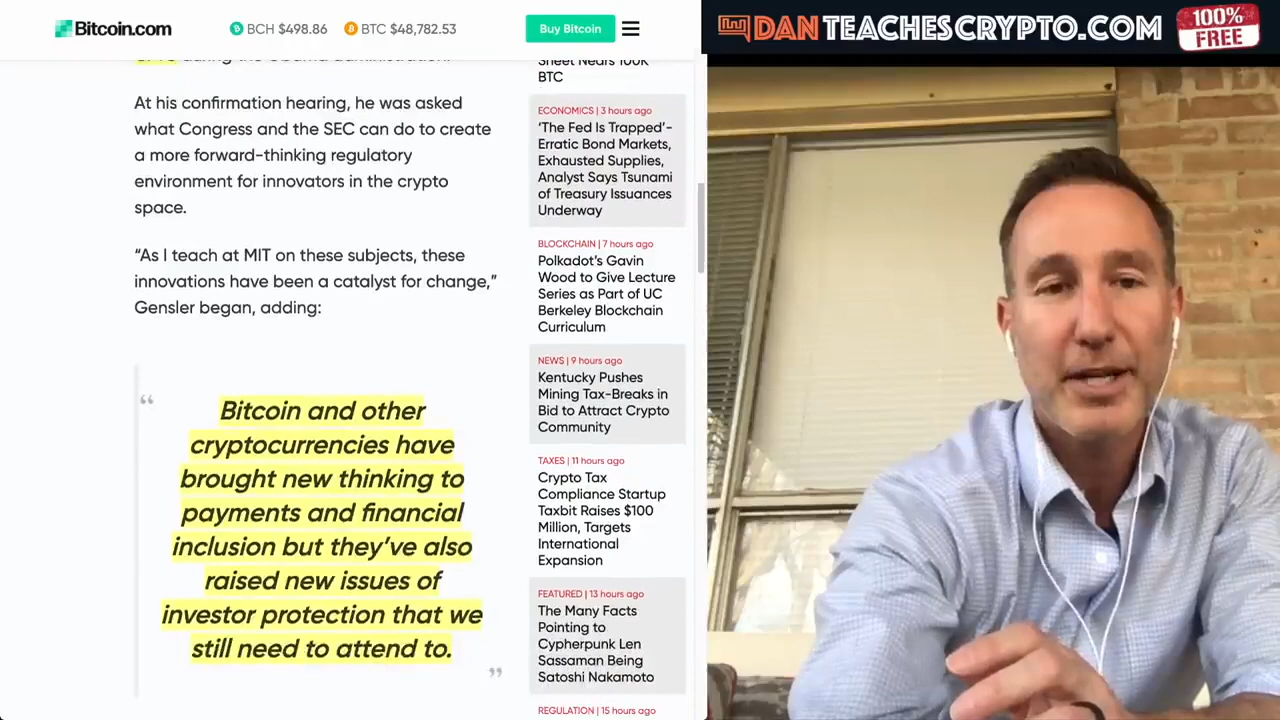 Bitcoin.com
BCH $498.86
BTC $48,782.53
Buy Bitcoin
At his confirmation hearing, he was asked
what Congress and the SEC can do to create
a more forward-thinking regulatory
environment for innovators in the crypto
space.
“As I teach at MIT on these subjects, these
innovations have been a catalyst for change,”
Gensler began, adding:
“
Bitcoin and other
cryptocurrencies have
brought new thinking to
payments and financial
inclusion but they’ve also
raised new issues of
investor protection that we
still need to attend to.
”
Sheet Nears 100K
BTC
ECONOMICS | 3 hours ago
‘The Fed Is Trapped’-
Erratic Bond Markets,
Exhausted Supplies,
Analyst Says Tsunami
of Treasury Issuances
Underway
BLOCKCHAIN | 7 hours ago
Polkadot’s Gavin
Wood to Give Lecture
Series as Part of UC
Berkeley Blockchain
Curriculum
NEWS | 9 hours ago
Kentucky Pushes
Mining Tax-Breaks in
Bid to Attract Crypto
Community
TAXES | 11 hours ago
Crypto Tax
Compliance Startup
Taxbit Raises $100
Million, Targets
International
Expansion
FEATURED | 13 hours ago
The Many Facts
Pointing to
Cypherpunk Len
Sassaman Being
Satoshi Nakamoto
REGULATION | 15 hours ago
DANTEACHESCRYPTO.COM
100%
FREE